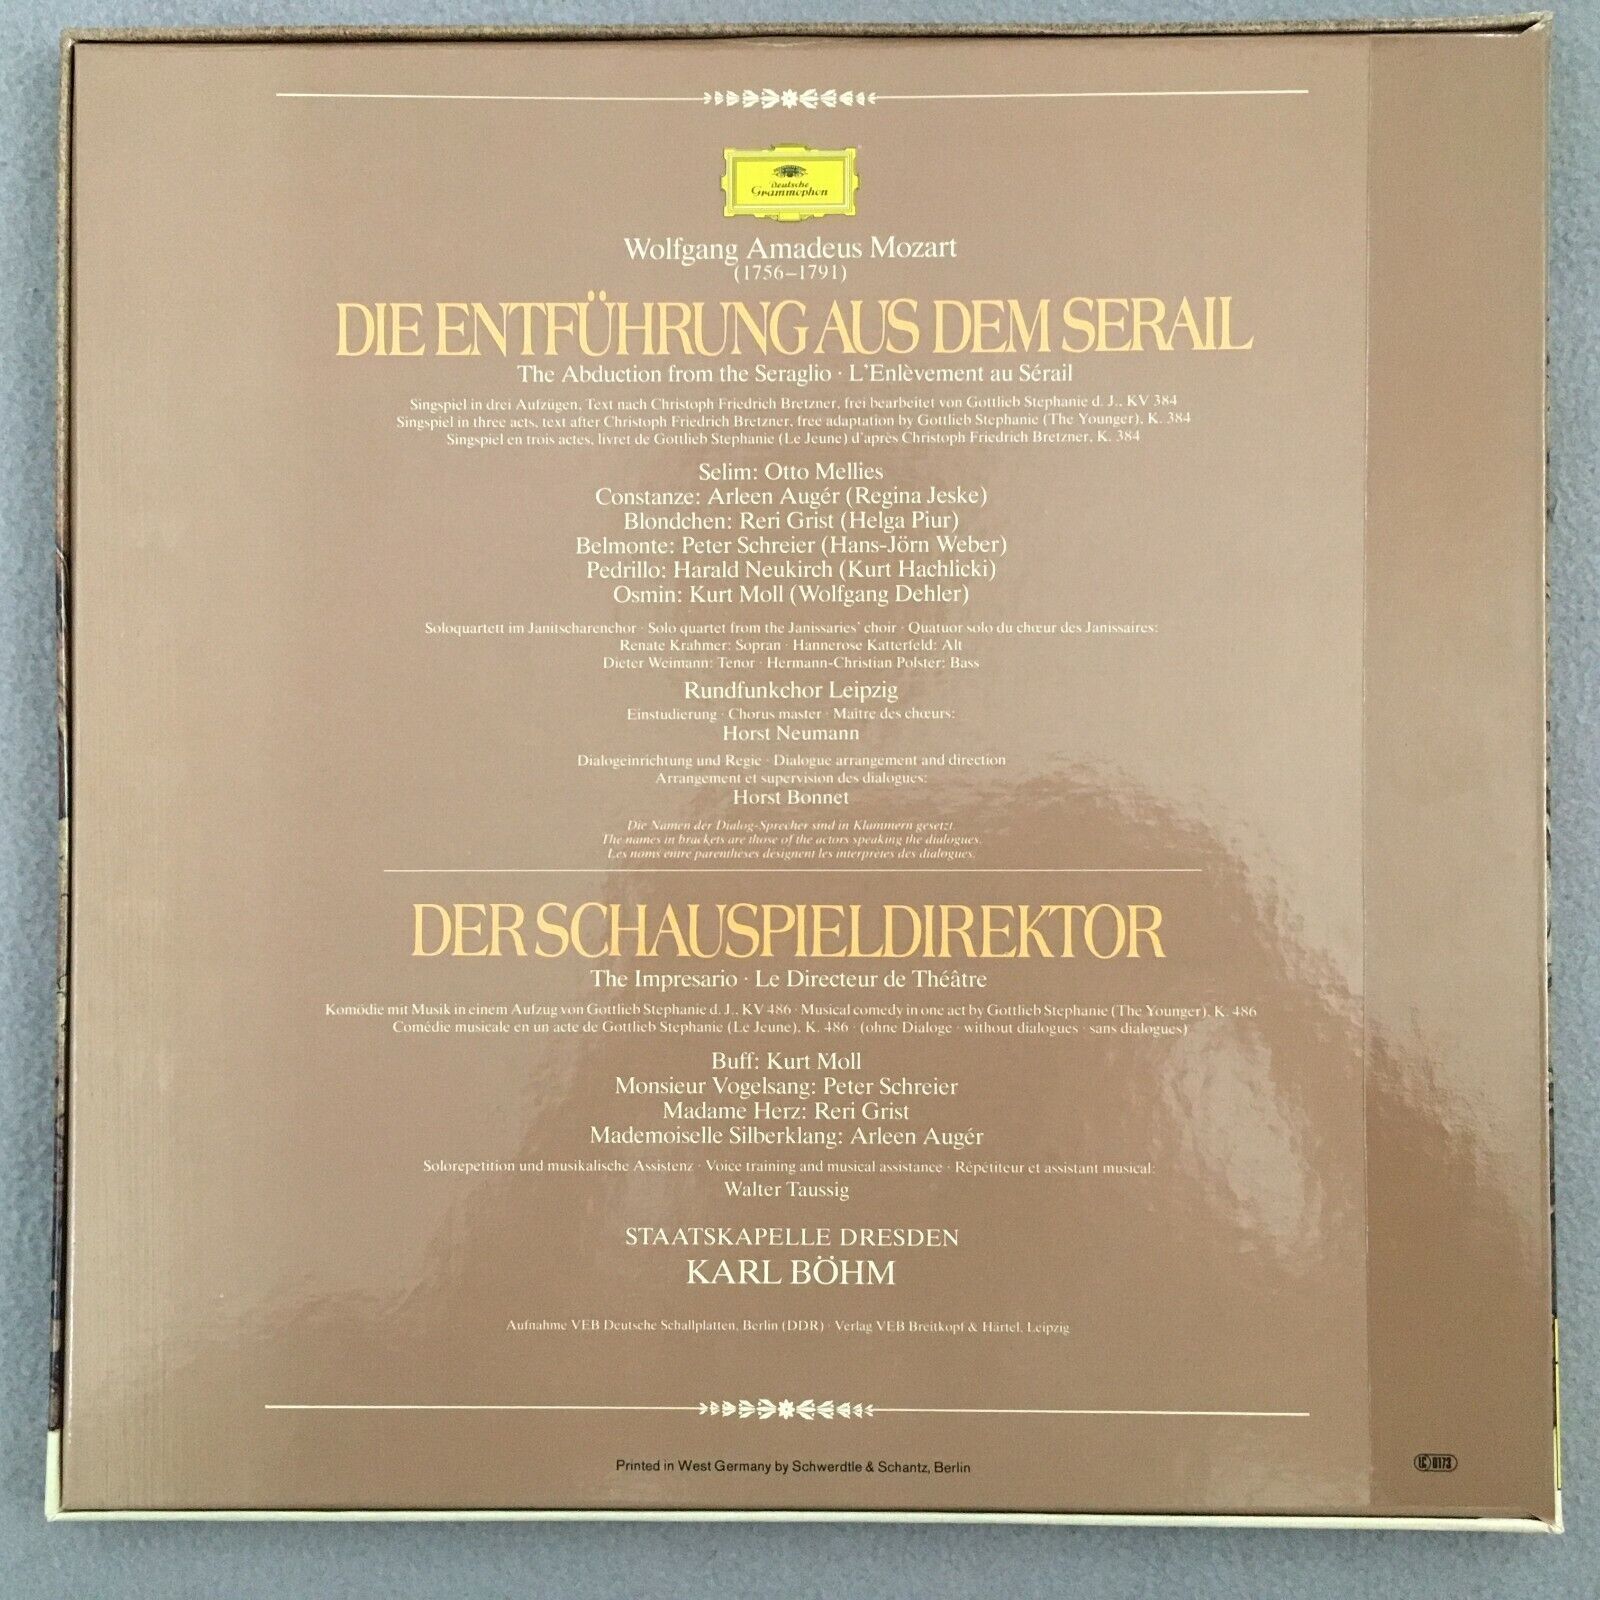 Deutsche
Grammophon
Wolfgang Amadeus Mozart
(1756–1791)
DIE ENTFÜHRUNG AUS DEM SERAIL
The Abduction from the Seraglio · L'Enlèvement au Sérail
Singspiel in drei Aufzügen, Text nach Christoph Friedrich Bretzner, frei bearbeitet von Gottlieb Stephanie d. J., KV 384
Singspiel in three acts, text after Christoph Friedrich Bretzner, free adaptation by Gottlieb Stephanie (The Younger), K. 384
Singspiel en trois actes, livret de Gottlieb Stephanie (Le Jeune) d'après Christoph Friedrich Bretzner, K. 384
Selim: Otto Mellies
Constanze: Arleen Augér (Regina Jeske)
Blondchen: Reri Grist (Helga Piur)
Belmonte: Peter Schreier (Hans-Jörn Weber)
Pedrillo: Harald Neukirch (Kurt Hachlicki)
Osmin: Kurt Moll (Wolfgang Dehler)
Soloquartett im Janitscharenchor · Solo quartet from the Janissaries' choir · Quatuor solo du chœur des Janissaires:
Renate Krahmer: Sopran · Hannerose Katterfeld: Alt
Dieter Weimann: Tenor · Hermann-Christian Polster: Bass
Rundfunkchor Leipzig
Einstudierung · Chorus master · Maître des chœurs:
Horst Neumann
Dialogeinrichtung und Regie · Dialogue arrangement and direction
Arrangement et supervision des dialogues:
Horst Bonnet
Die Namen der Dialog-Sprecher sind in Klammern gesetzt.
The names in brackets are those of the actors speaking the dialogues.
Les noms entre parenthèses désignent les interprètes des dialogues.
DER SCHAUSPIELDIREKTOR
The Impresario · Le Directeur de Théâtre
Komödie mit Musik in einem Aufzug von Gottlieb Stephanie d. J., KV 486 · Musical comedy in one act by Gottlieb Stephanie (The Younger), K. 486
Comédie musicale en un acte de Gottlieb Stephanie (Le Jeune), K. 486 · (ohne Dialoge · without dialogues · sans dialogues)
Buff: Kurt Moll
Monsieur Vogelsang: Peter Schreier
Madame Herz: Reri Grist
Mademoiselle Silberklang: Arleen Augér
Solorepetition und musikalische Assistenz · Voice training and musical assistance · Répétiteur et assistant musical:
Walter Taussig
STAATSKAPELLE DRESDEN
KARL BÖHM
Aufnahme VEB Deutsche Schallplatten, Berlin (DDR) · Verlag VEB Breitkopf & Härtel, Leipzig
Printed in West Germany by Schwerdtle & Schantz, Berlin
LC 0173